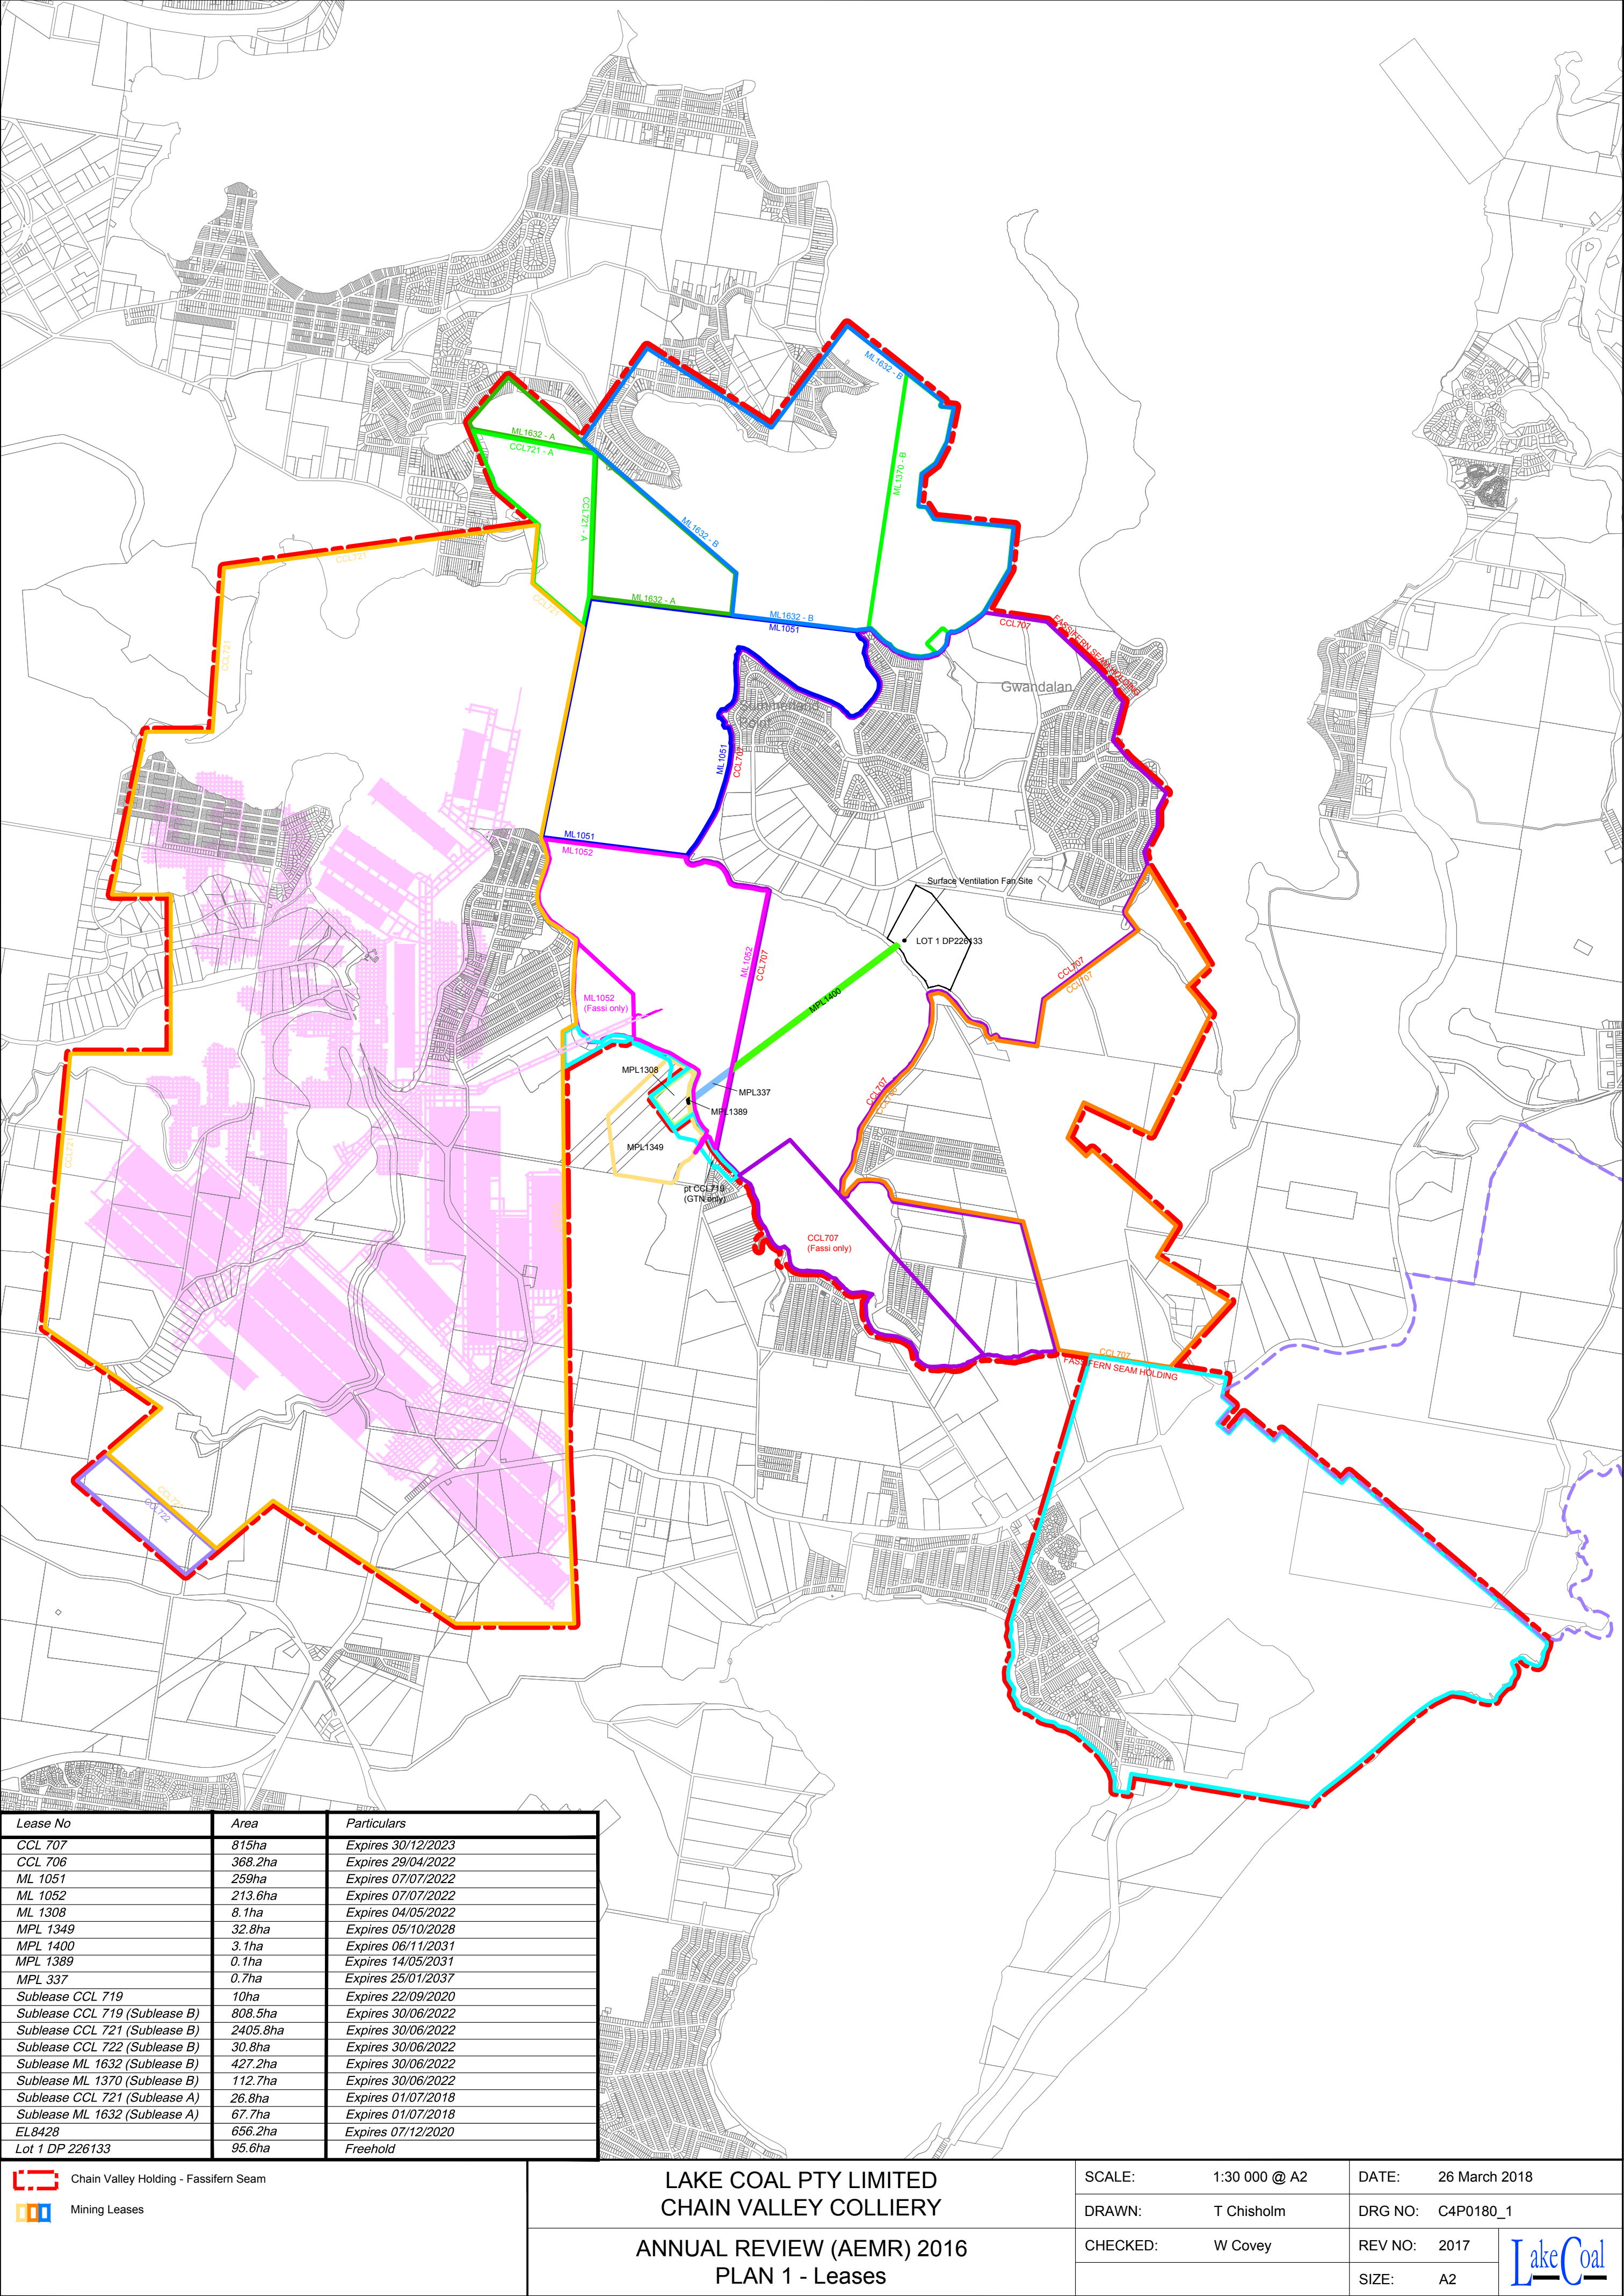 ML1632 - B
ML1632 - A
CCL721 - A
ML1370 - B
CCL721 - A
ML1632 - B
CCL721
CCL721
ML1632 - A
ML1632 - B
ML1051
CCL707
FASSIFERN SEAM HOLDING
CCL721
Gwandalan
Summerland
Point
ML1051
CCL707
ML1051
ML1052
Surface Ventilation Fan Site
LOT 1 DP226133
ML1052
CCL707
CCL707
CCL707
ML1052
(Fassi only)
MPL1400
MPL1308
MPL337
MPL1389
CCL707
CCL721
MPL1349
pt CCL719
(GTN only)
CCL707
(Fassi only)
CCL707
FASSIFERN SEAM HOLDING
CCL722
Lease No Area Particulars
CCL 707 815ha Expires 30/12/2023
CCL 706 368.2ha Expires 29/04/2022
ML 1051 259ha Expires 07/07/2022
ML 1052 213.6ha Expires 07/07/2022
ML 1308 8.1ha Expires 04/05/2022
MPL 1349 32.8ha Expires 05/10/2028
MPL 1400 3.1ha Expires 06/11/2031
MPL 1389 0.1ha Expires 14/05/2031
MPL 337 0.7ha Expires 25/01/2037
Sublease CCL 719 10ha Expires 22/09/2020
Sublease CCL 719 (Sublease B) 808.5ha Expires 30/06/2022
Sublease CCL 721 (Sublease B) 2405.8ha Expires 30/06/2022
Sublease CCL 722 (Sublease B) 30.8ha Expires 30/06/2022
Sublease ML 1632 (Sublease B) 427.2ha Expires 30/06/2022
Sublease ML 1370 (Sublease B) 112.7ha Expires 30/06/2022
Sublease CCL 721 (Sublease A) 26.8ha Expires 01/07/2018
Sublease ML 1632 (Sublease A) 67.7ha Expires 01/07/2018
EL8428 656.2ha Expires 07/12/2020
Lot 1 DP 226133 95.6ha Freehold
Chain Valley Holding - Fassifern Seam
Mining Leases
LAKE COAL PTY LIMITED
CHAIN VALLEY COLLIERY
ANNUAL REVIEW (AEMR) 2016
PLAN 1 - Leases
SCALE: 1:30 000 @ A2
DATE: 26 March 2018
DRAWN: T Chisholm
DRG NO: C4P0180_1
CHECKED: W Covey
REV NO: 2017
SIZE: A2
Lake Coal